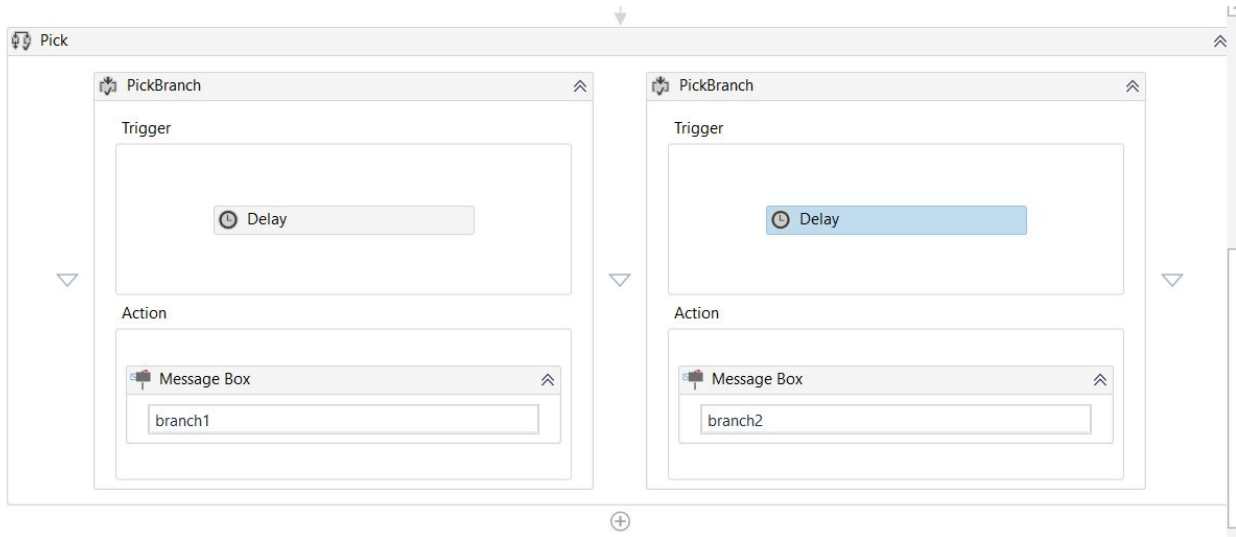 Pick
PickBranch
Trigger
Delay
Action
Message Box
branch1
PickBranch
Trigger
Delay
Action
Message Box
branch2